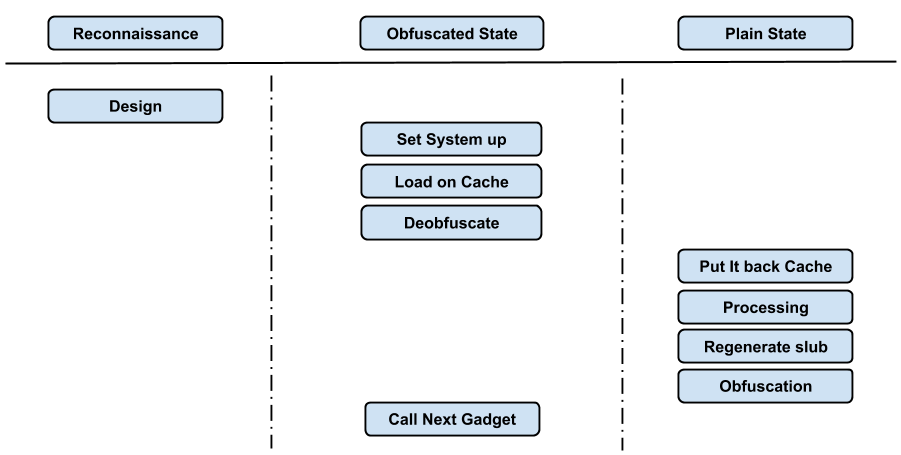 Reconnaissance
Obfuscated State
Plain State
Design
Set System up
Load on Cache
Deobfuscate
Put It back Cache
Processing
Regenerate slub
Obfuscation
Call Next Gadget